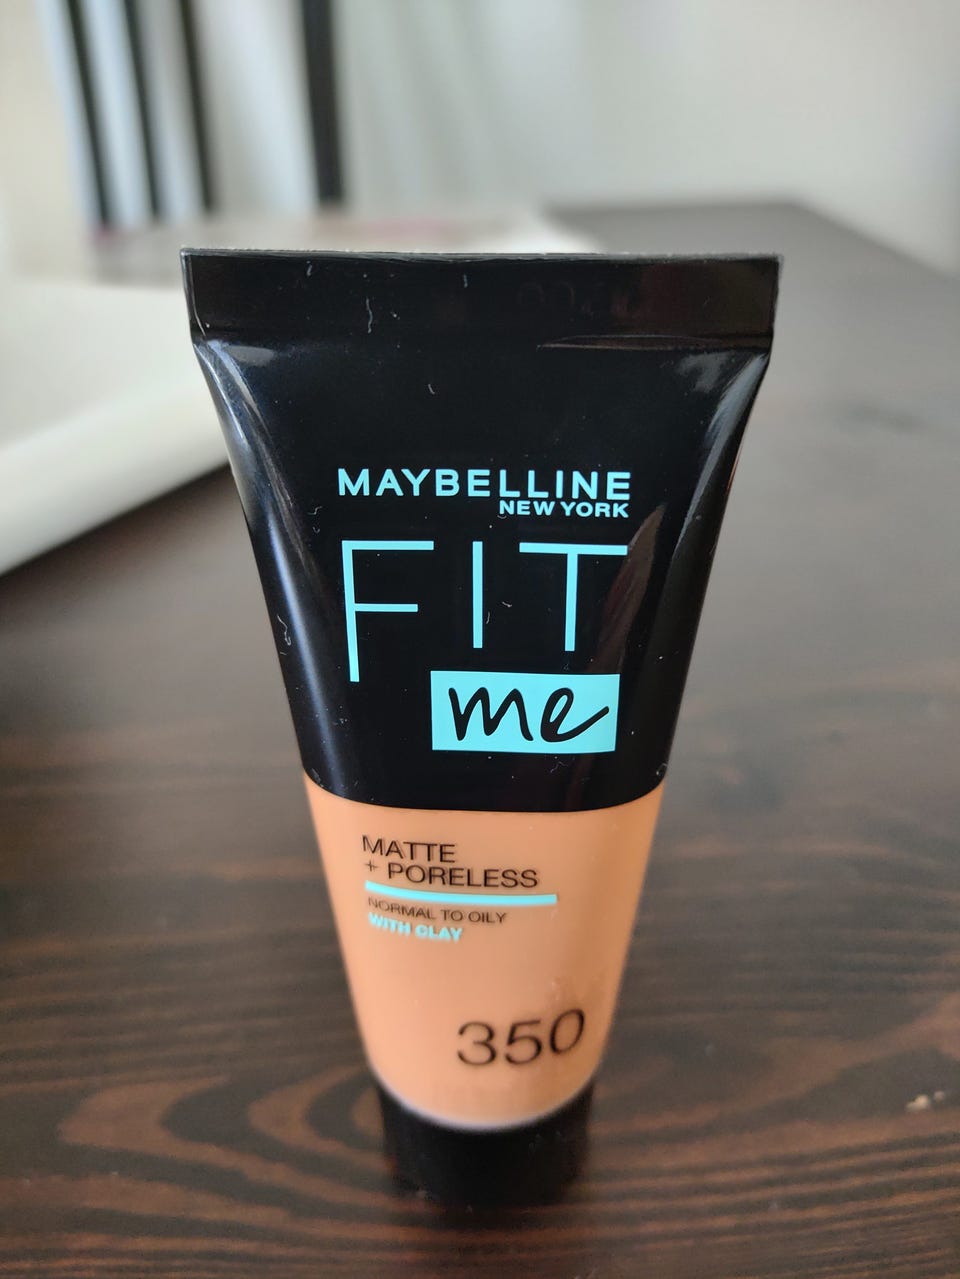 MAYBELLINE
NEW YORK
FIT
me
MATTE
+ PORELESS
NORMAL TO OILY
WITH CLAY
350